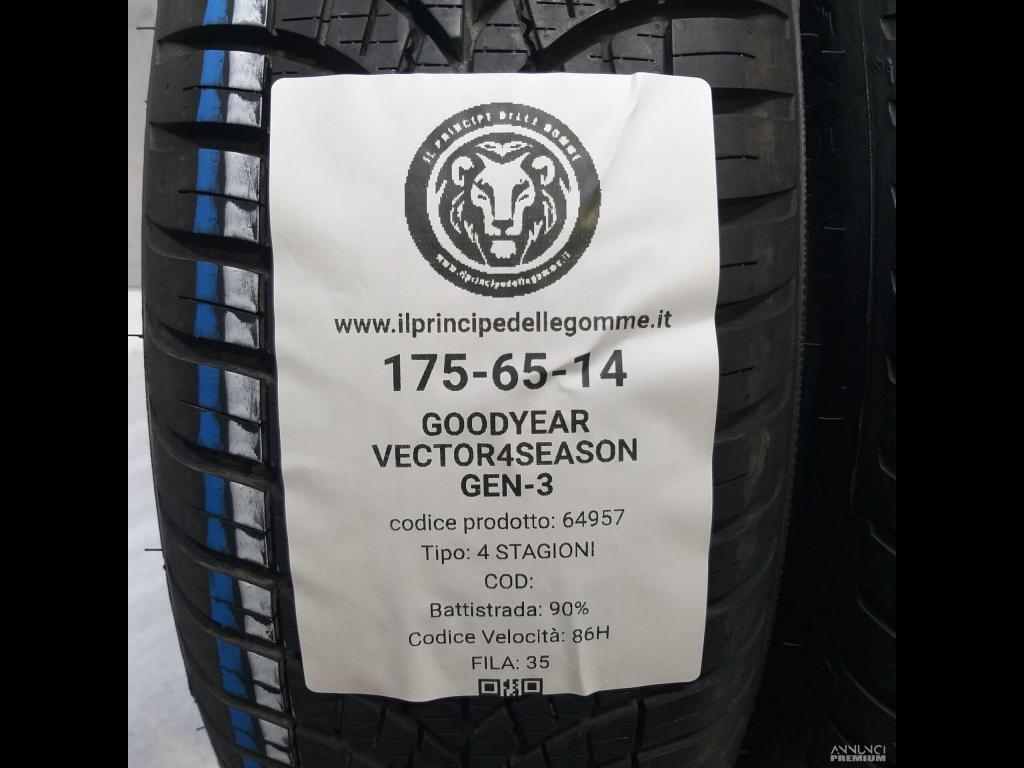 IL PRINCIPE DELLE GOMME
www.ilprincipedellegomme.it
www.ilprincipedellegomme.it
175-65-14
GOODYEAR
VECTOR4SEASON
GEN-3
codice prodotto: 64957
Tipo: 4 STAGIONI
COD:
Battistrada: 90%
Codice Velocità: 86H
FILA: 35
ANNUNCI
PREMIUM